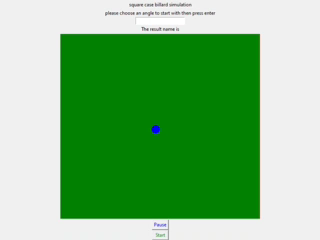 square case billard simulation
please choose an angle to start with then press enter
The result name is
Pause
Start